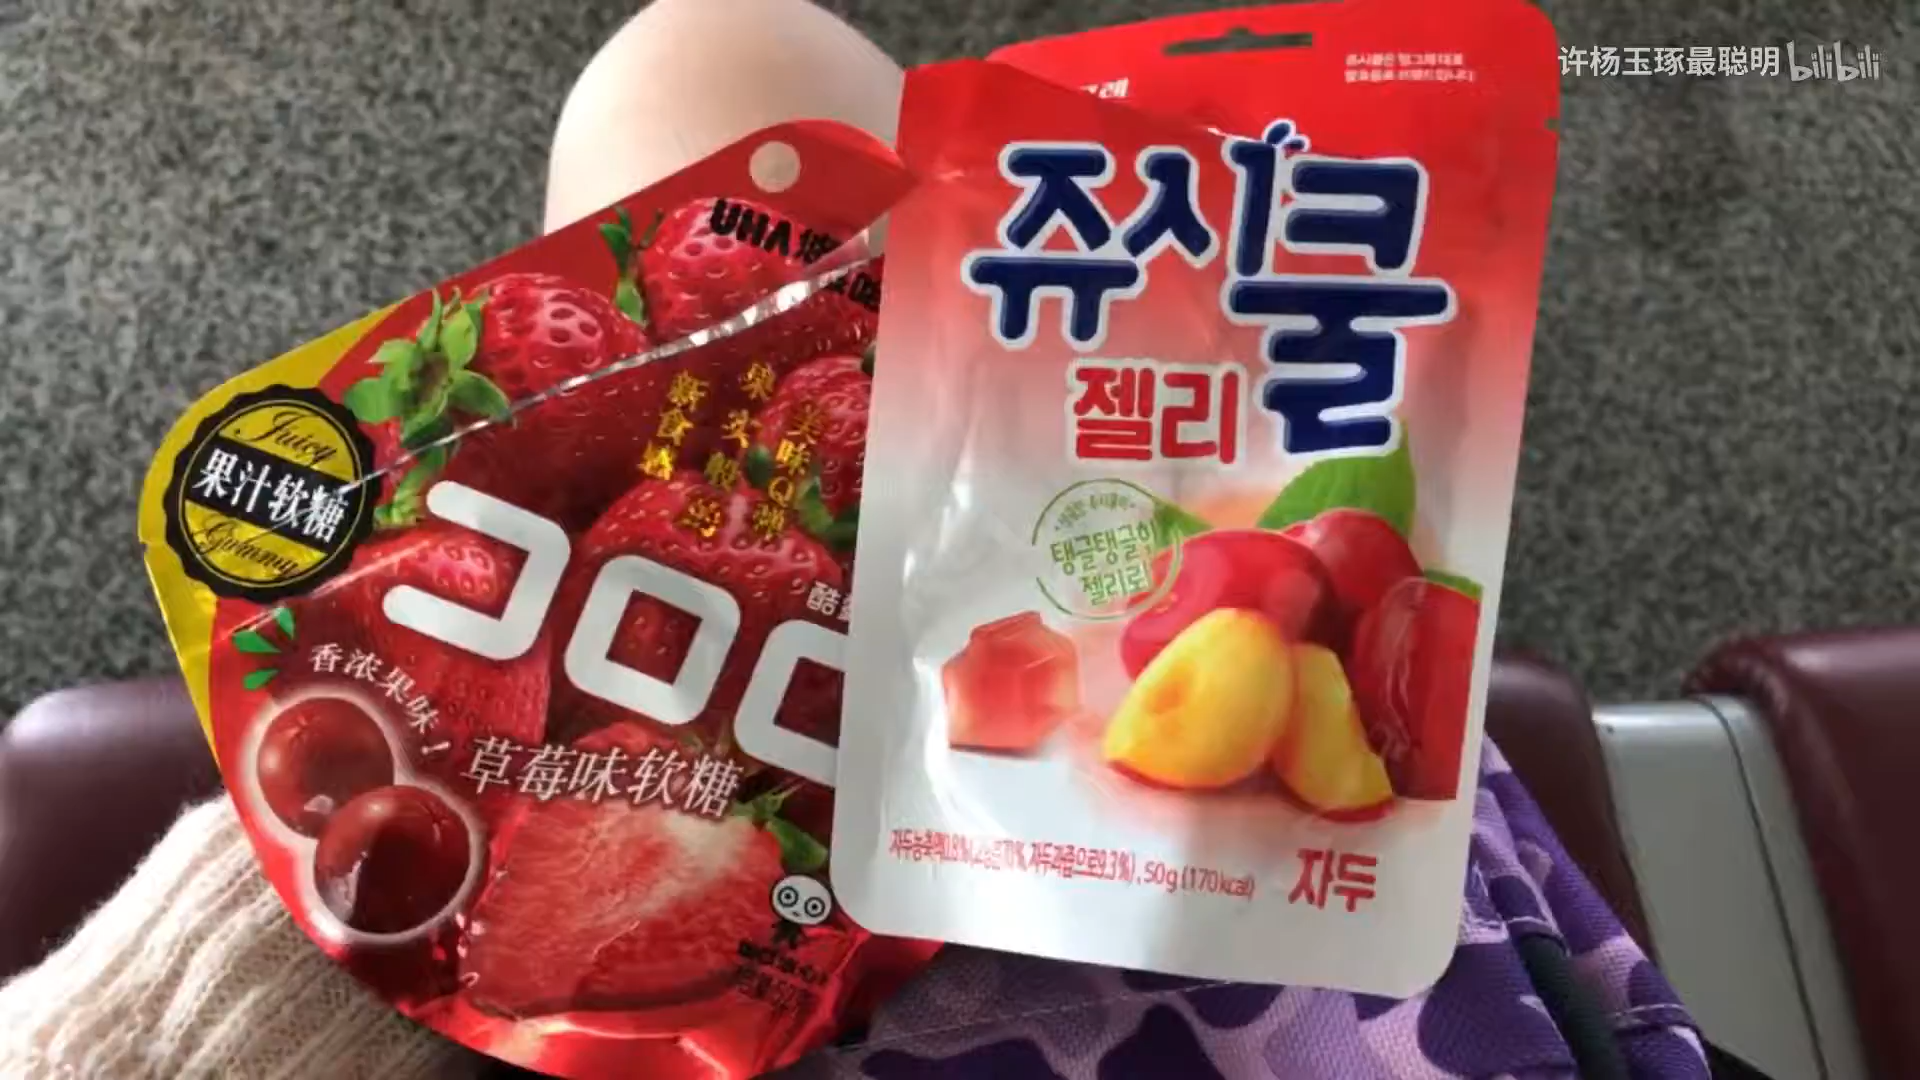 许杨玉琢最聪明 bilibili
UHA
Juicy
果汁软糖
Gummy
美味Q弹
果实般的
新食感
コロロ
酷
香浓果味！
草莓味软糖
쥬시쿨
젤리
탱글탱글한
젤리로!
50g (170kcal)
자두